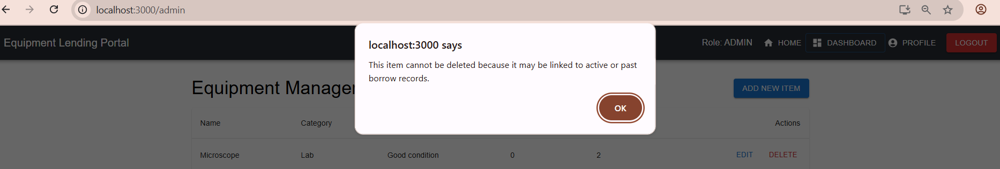 localhost:3000/admin
Equipment Lending Portal
Role: ADMIN HOME DASHBOARD PROFILE LOGOUT
localhost:3000 says
This item cannot be deleted because it may be linked to active or past
borrow records.
OK
Equipment Manage
ADD NEW ITEM
Name Category Actions
Microscope Lab Good condition 0 2 EDIT DELETE